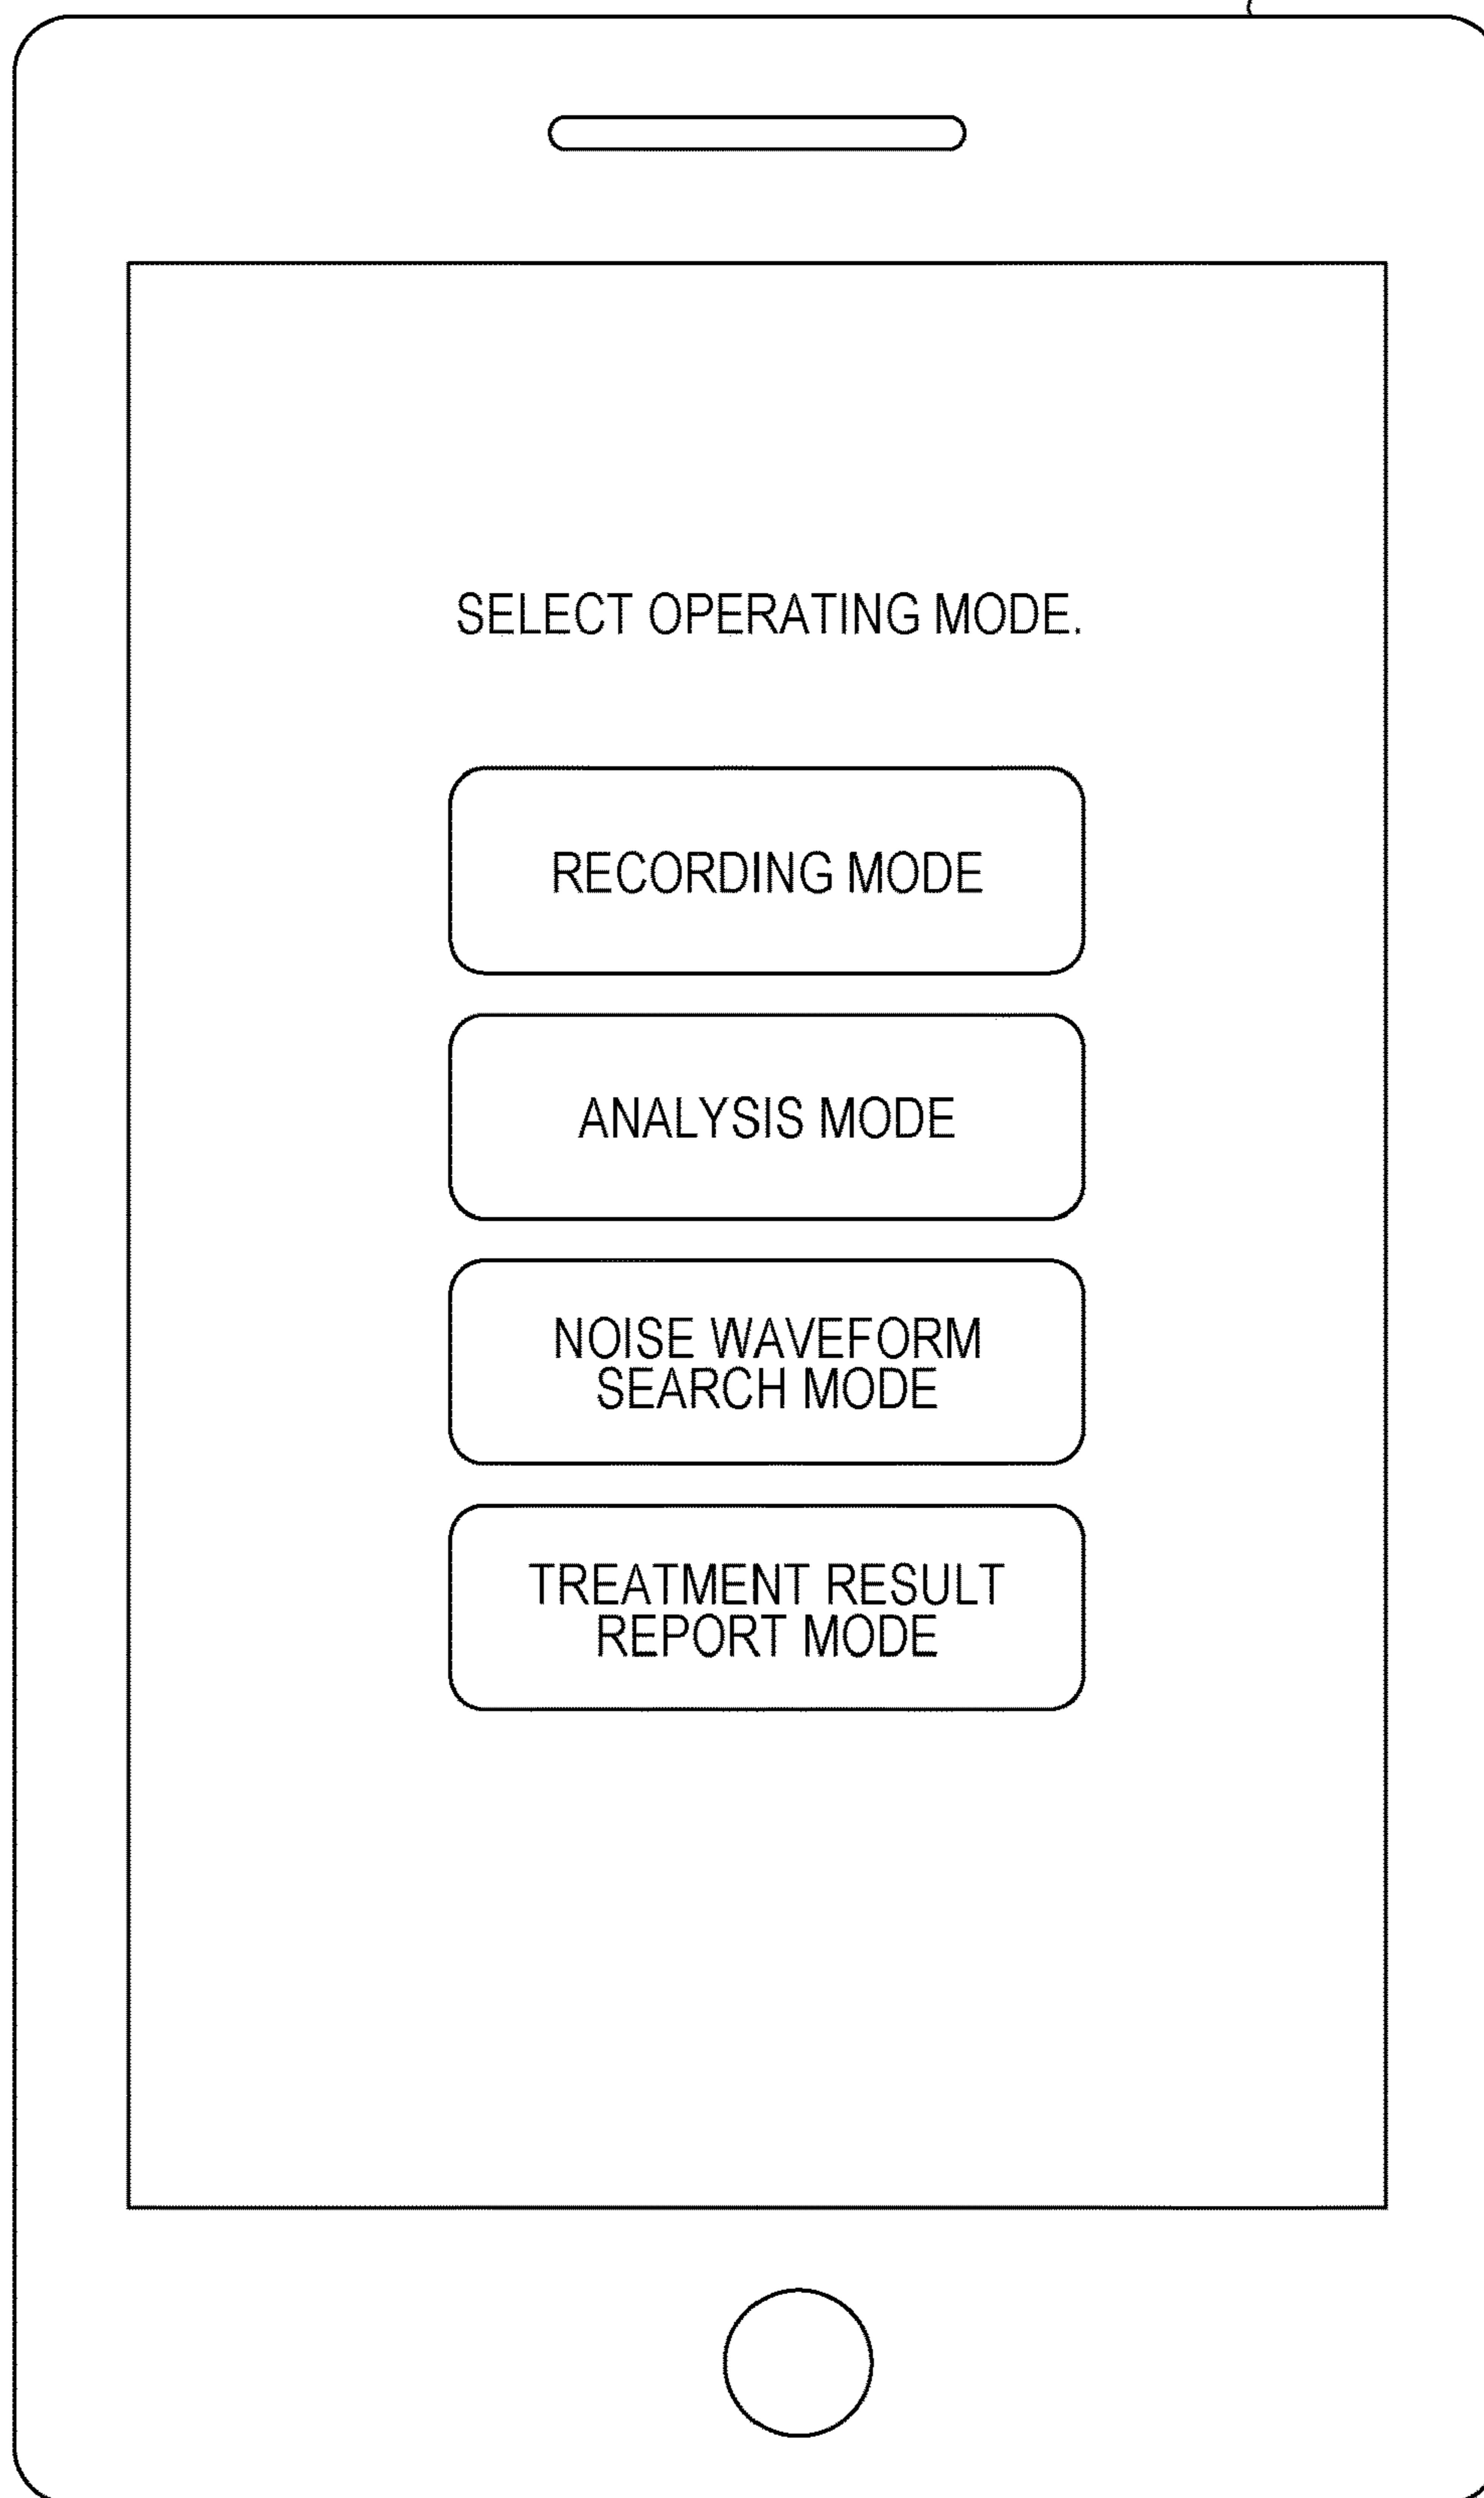 SELECT OPERATING MODE.
RECORDING MODE
ANALYSIS MODE
NOISE WAVEFORM
SEARCH MODE
TREATMENT RESULT
REPORT MODE